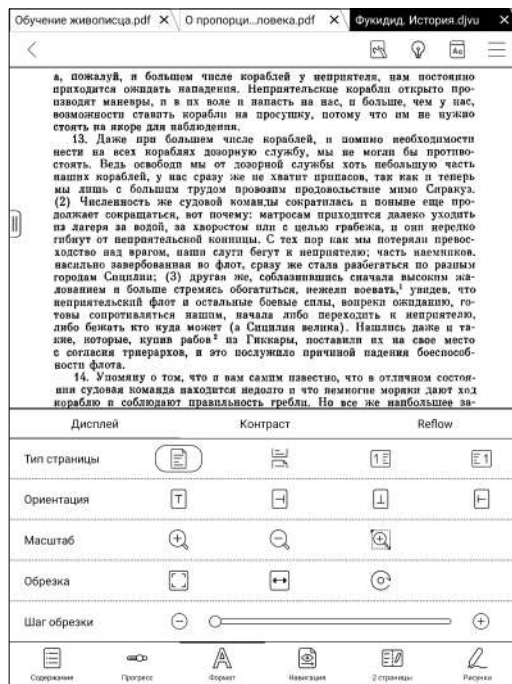 Обучение живописца.pdf
О пропорци...ловека.pdf
Фукидид. История.djvu
а, пожалуй, и большем числе кораблей у неприятеля, нам постоянно
приходится ожидать нападения. Неприятельские корабли открыто про-
изводят маневры, и в их воле и напасть на нас, и больше, чем у нас,
возможности ставить корабли на просушку, потому что им не нужно
стоять на якоре для наблюдения.
13. Даже при большем числе кораблей, и помимо необходимости
нести на всех кораблях дозорную службу, мы не могли бы противо-
стоять. Ведь освободи мы от дозорной службы хоть небольшую часть
наших кораблей, у нас сразу же не хватит припасов, так как и теперь
мы лишь с большим трудом провозим продовольствие мимо Сиракуз.
(2) Численность же судовой команды сократилась и поныне еще про-
должает сокращаться, вот почему: матросам приходится далеко уходить
из лагеря за водой, за хворостом или с целью грабежа, и они нередко
гибнут от неприятельской конницы. С тех пор как мы потеряли превос-
ходство над врагом, наши слуги бегут к неприятелю; часть наемников,
насильно завербованная во флот, сразу же стала разбегаться по разным
городам Сицилии; (3) другая же, соблазнившись сначала высоким жа-
лованием и больше стремясь обогатиться, нежели воевать,¹ увидев, что
неприятельский флот и остальные боевые силы, вопреки ожиданию, го-
товы сопротивляться нашим, начала либо переходить к неприятелю,
либо бежать кто куда может (а Сицилия велика). Нашлись даже и та-
кие, которые, купив рабов² из Гиккары, поставили их на свое место
с согласия триерархов, и это послужило причиной падения боеспособ-
ности флота.
14. Упомяну о том, что и вам самим известно, что в отличном состоя-
нии судовая команда находится недолго и что немногие моряки дают ход
кораблю и соблюдают правильность гребли. Но все же наибольшее за-
Дисплей Контраст Reflow
Тип страницы
Ориентация
Масштаб
Обрезка
Шаг обрезки
Содержание Прогресс Формат Навигация 2 страницы Рисунки